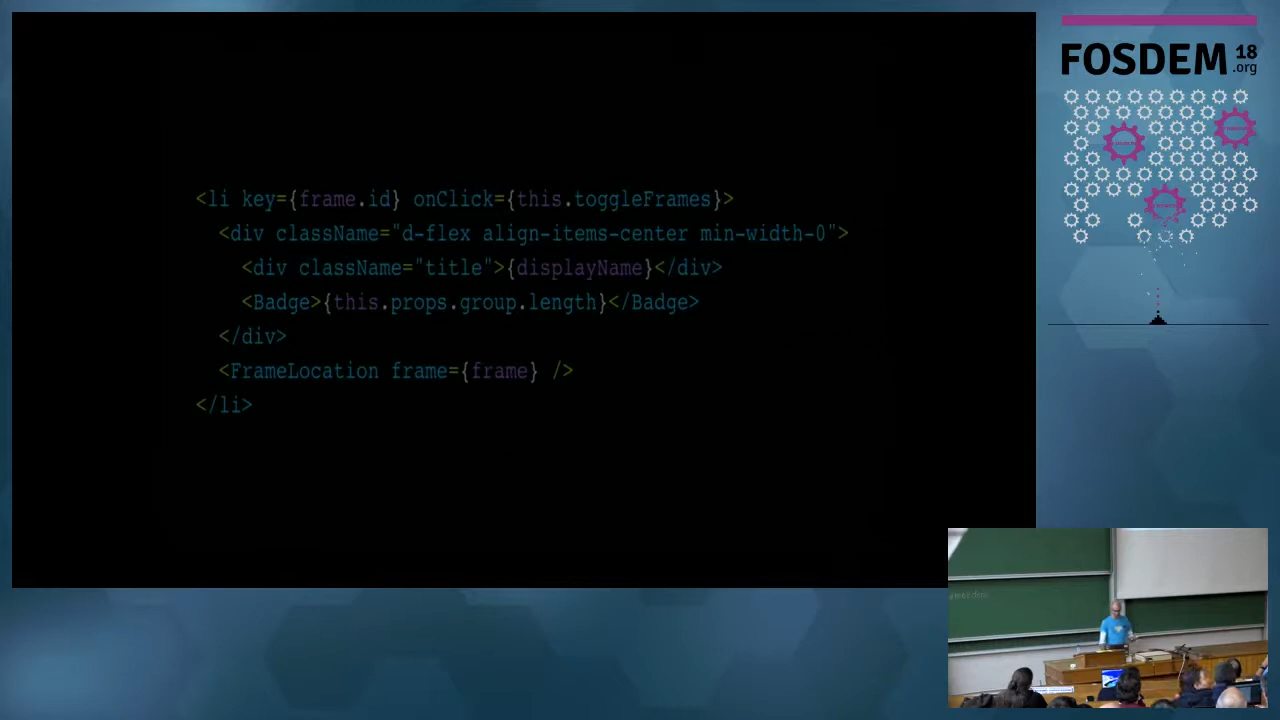 <li key={frame.id} onClick={this.toggleFrames}>
<div className="d-flex align-items-center min-width-0">
<div className="title">{displayName}</div>
<Badge>{this.props.group.length}</Badge>
</div>
<FrameLocation frame={frame} />
</li>
FOSDEM 18
.org